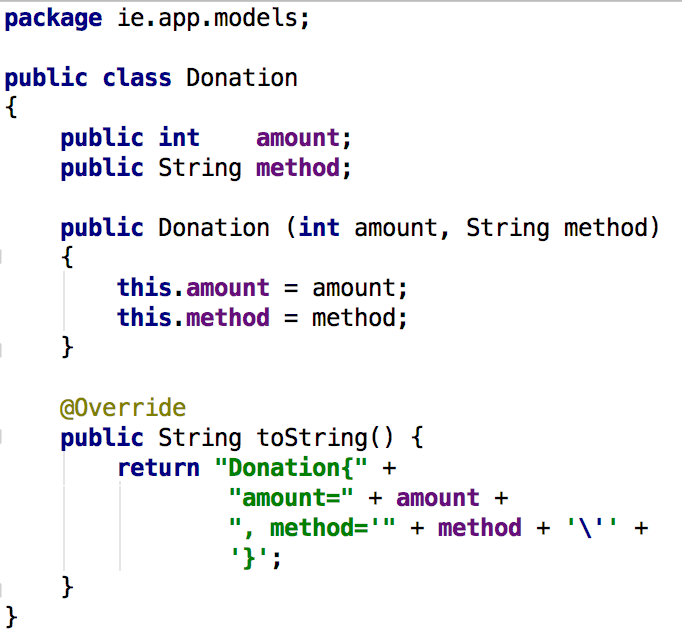 package ie.app.models;
public class Donation
{
public int    amount;
public String method;
public Donation (int amount, String method)
{
this.amount = amount;
this.method = method;
}
@Override
public String toString() {
return "Donation{" +
"amount=" + amount +
", method='" + method + '\'' +
'}';
}
}